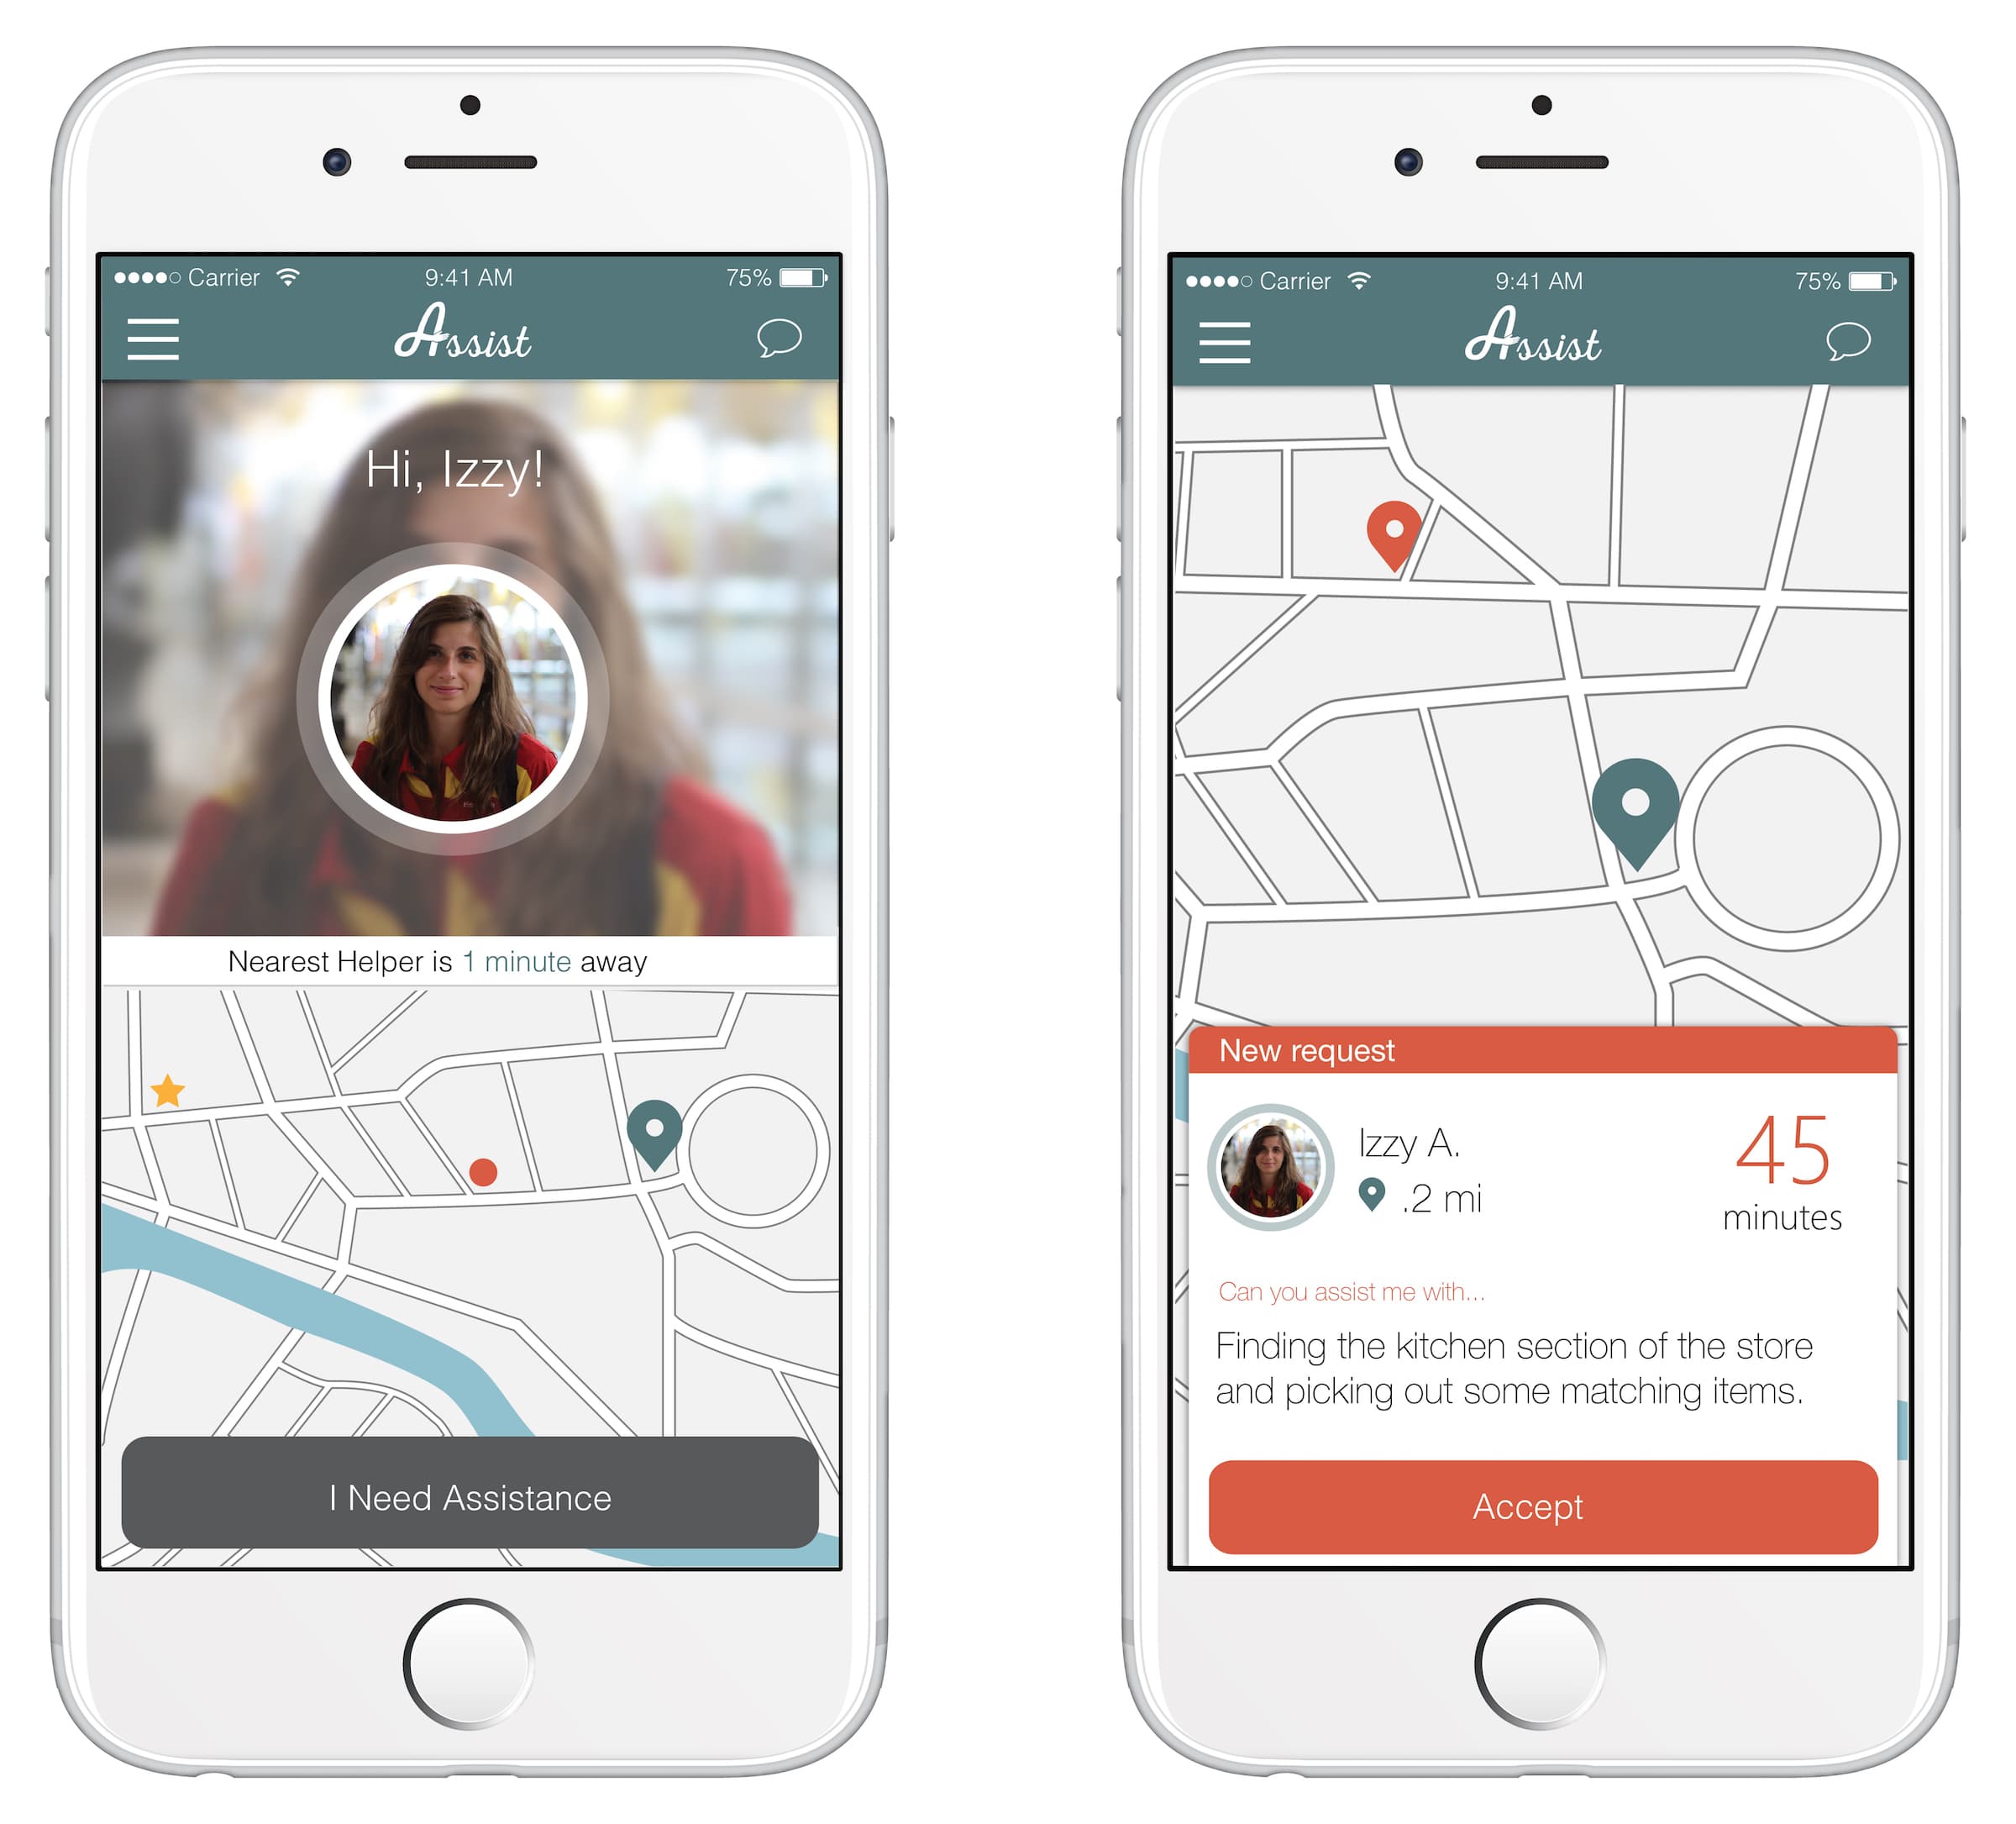 Carrier 9:41 AM 75%
Assist
Hi, Izzy!
Nearest Helper is 1 minute away
I Need Assistance
Carrier 9:41 AM 75%
Assist
New request
Izzy A.
.2 mi
45
minutes
Can you assist me with...
Finding the kitchen section of the store
and picking out some matching items.
Accept